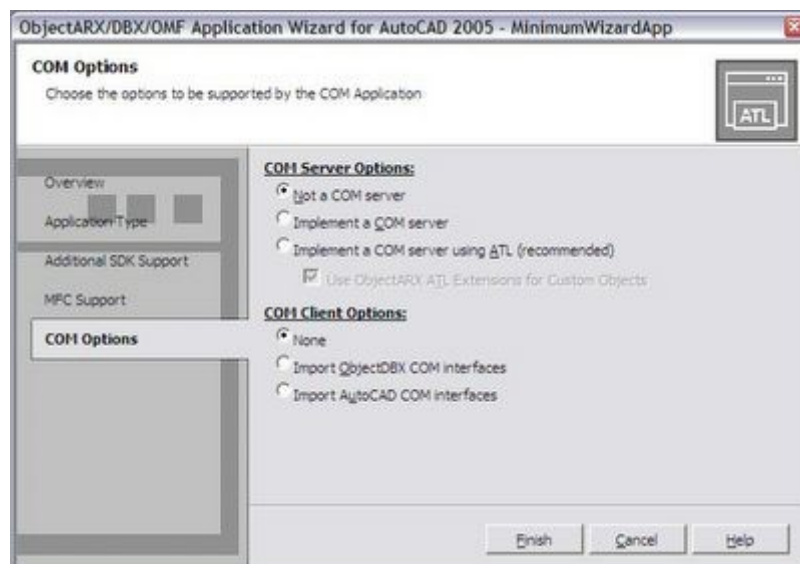 ObjectARX/DBX/OMF Application Wizard for AutoCAD 2005 - MinimumWizardApp
COM Options
Choose the options to be supported by the COM Application
ATL
Overview
Application Type
Additional SDK Support
MFC Support
COM Options
COM Server Options:
Not a COM server
Implement a COM server
Implement a COM server using ATL (recommended)
Use ObjectARX ATL Extensions for Custom Objects
COM Client Options:
None
Import ObjectDBX COM interfaces
Import AutoCAD COM interfaces
Finish
Cancel
Help